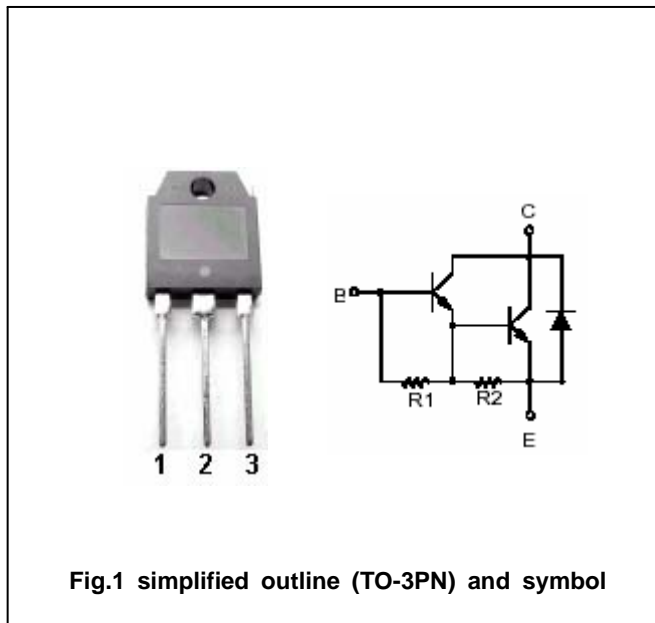 C
B
R1
R2
E
1 2 3
Fig.1 simplified outline (TO-3PN) and symbol